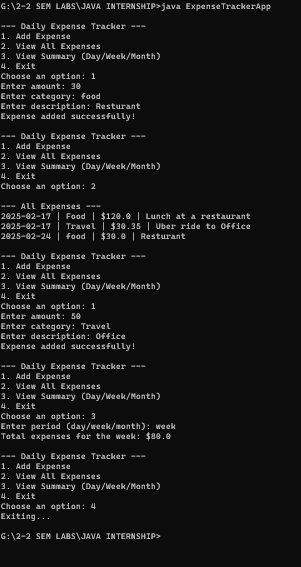 G:\2-2 SEM LABS\JAVA INTERNSHIP>java ExpenseTrackerApp
--- Daily Expense Tracker ---
1. Add Expense
2. View All Expenses
3. View Summary (Day/Week/Month)
4. Exit
Choose an option: 1
Enter amount: 30
Enter category: food
Enter description: Resturant
Expense added successfully!
--- Daily Expense Tracker ---
1. Add Expense
2. View All Expenses
3. View Summary (Day/Week/Month)
4. Exit
Choose an option: 2
--- All Expenses ---
2025-02-17 | Food | $120.0 | Lunch at a restaurant
2025-02-17 | Travel | $30.35 | Uber ride to Office
2025-02-24 | food | $30.0 | Resturant
--- Daily Expense Tracker ---
1. Add Expense
2. View All Expenses
3. View Summary (Day/Week/Month)
4. Exit
Choose an option: 1
Enter amount: 50
Enter category: Travel
Enter description: Office
Expense added successfully!
--- Daily Expense Tracker ---
1. Add Expense
2. View All Expenses
3. View Summary (Day/Week/Month)
4. Exit
Choose an option: 3
Enter period (day/week/month): week
Total expenses for the week: $80.0
--- Daily Expense Tracker ---
1. Add Expense
2. View All Expenses
3. View Summary (Day/Week/Month)
4. Exit
Choose an option: 4
Exiting...
G:\2-2 SEM LABS\JAVA INTERNSHIP>